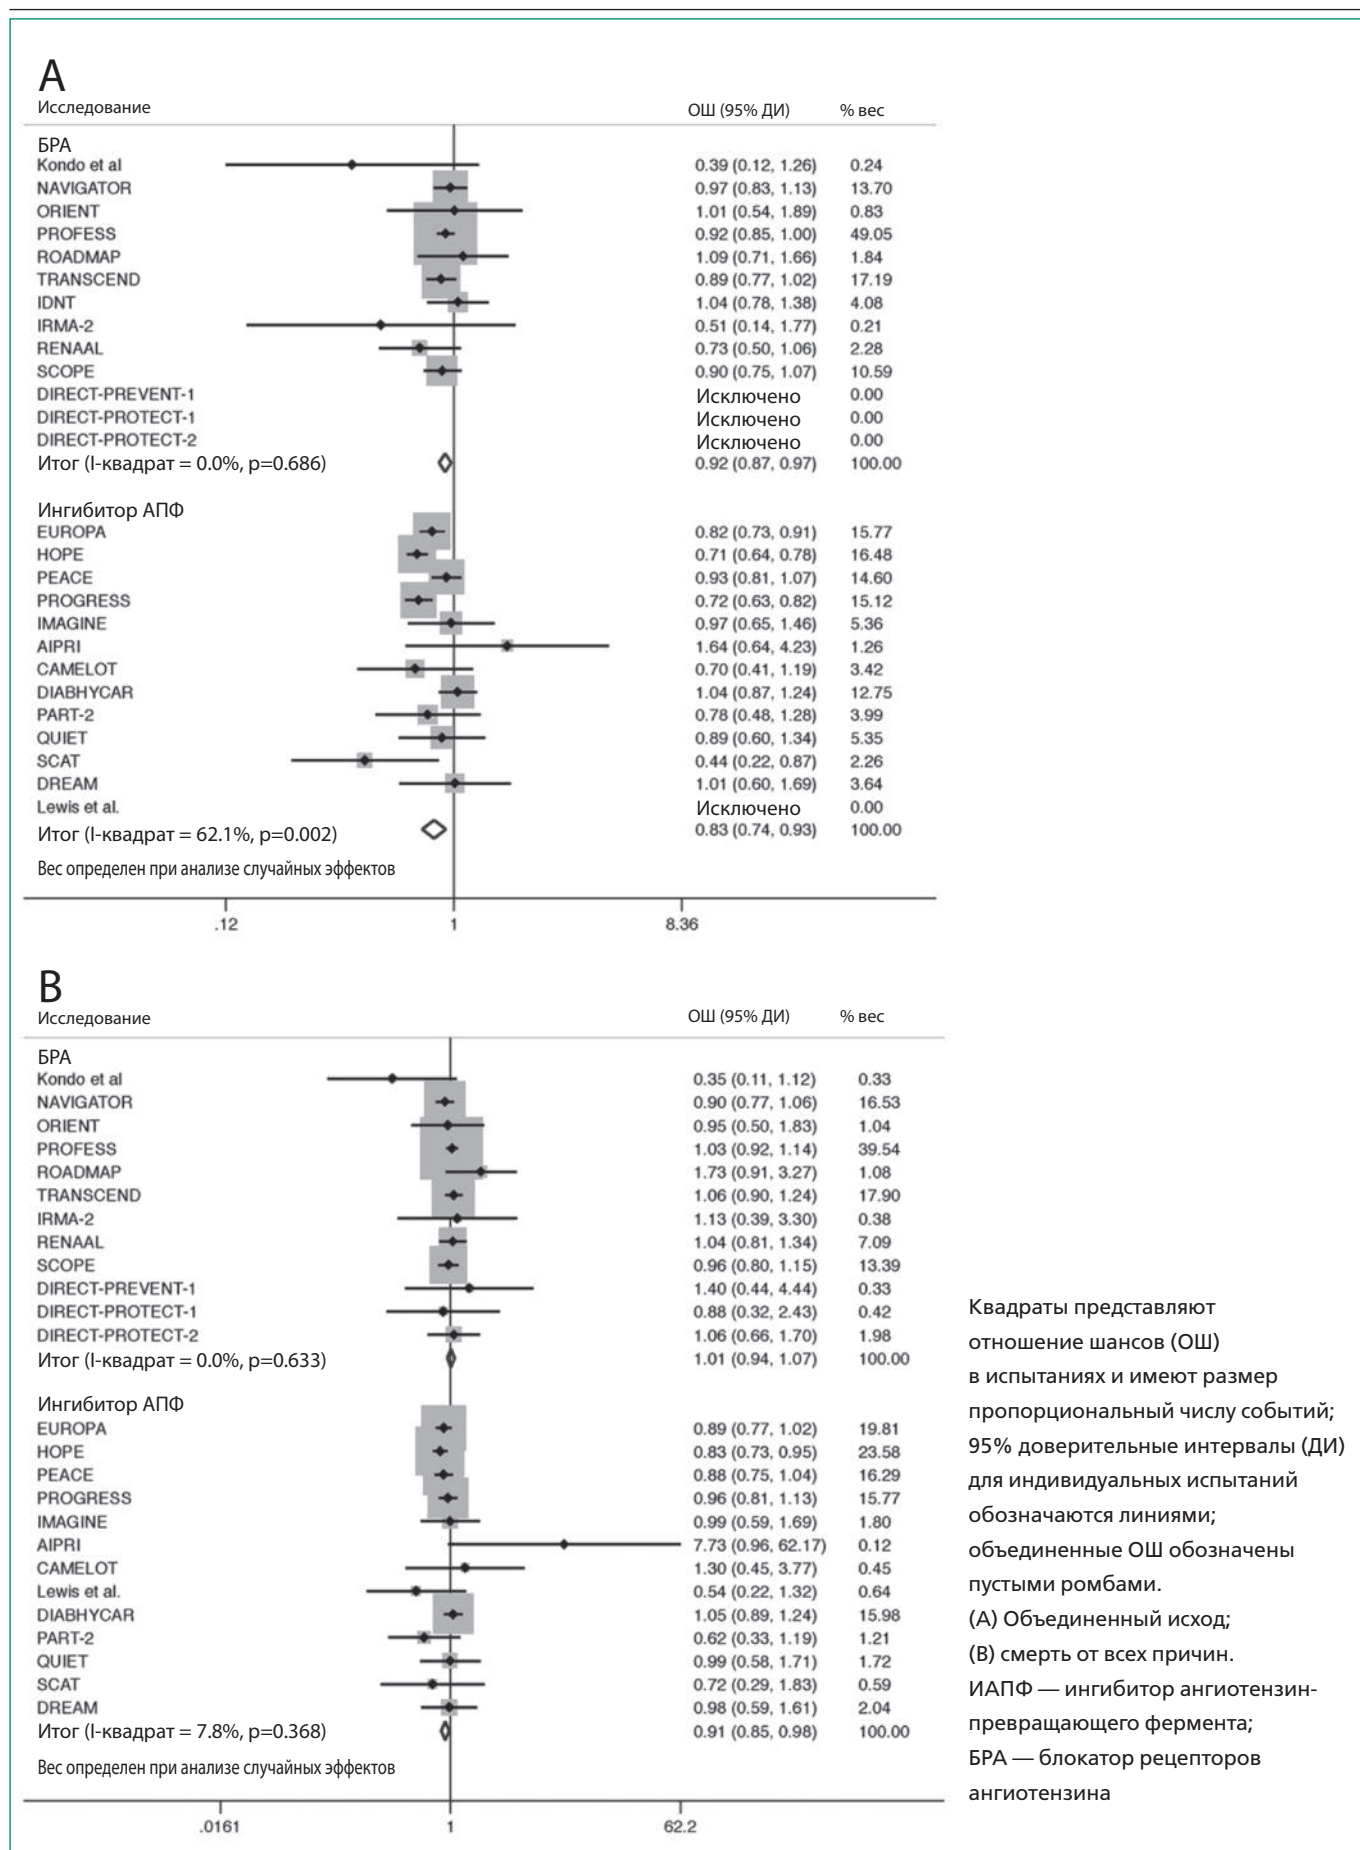 A
Исследование ОШ (95% ДИ) % вес
БРА
Kondo et al 0.39 (0.12, 1.26) 0.24
NAVIGATOR 0.97 (0.83, 1.13) 13.70
ORIENT 1.01 (0.54, 1.89) 0.83
PROFESS 0.92 (0.85, 1.00) 49.05
ROADMAP 1.09 (0.71, 1.66) 1.84
TRANSCEND 0.89 (0.77, 1.02) 17.19
IDNT 1.04 (0.78, 1.38) 4.08
IRMA-2 0.51 (0.14, 1.77) 0.21
RENAAL 0.73 (0.50, 1.06) 2.28
SCOPE 0.90 (0.75, 1.07) 10.59
DIRECT-PREVENT-1 Исключено 0.00
DIRECT-PROTECT-1 Исключено 0.00
DIRECT-PROTECT-2 Исключено 0.00
Итог (I-квадрат = 0.0%, p=0.686) 0.92 (0.87, 0.97) 100.00
Ингибитор АПФ
EUROPA 0.82 (0.73, 0.91) 15.77
HOPE 0.71 (0.64, 0.78) 16.48
PEACE 0.93 (0.81, 1.07) 14.60
PROGRESS 0.72 (0.63, 0.82) 15.12
IMAGINE 0.97 (0.65, 1.46) 5.36
AIPRI 1.64 (0.64, 4.23) 1.26
CAMELOT 0.70 (0.41, 1.19) 3.42
DIABHYCAR 1.04 (0.87, 1.24) 12.75
PART-2 0.78 (0.48, 1.28) 3.99
QUIET 0.89 (0.60, 1.34) 5.35
SCAT 0.44 (0.22, 0.87) 2.26
DREAM 1.01 (0.60, 1.69) 3.64
Lewis et al. Исключено 0.00
Итог (I-квадрат = 62.1%, p=0.002) 0.83 (0.74, 0.93) 100.00
Вес определен при анализе случайных эффектов
.12 1 8.36
B
Исследование ОШ (95% ДИ) % вес
БРА
Kondo et al 0.35 (0.11, 1.12) 0.33
NAVIGATOR 0.90 (0.77, 1.06) 16.53
ORIENT 0.95 (0.50, 1.83) 1.04
PROFESS 1.03 (0.92, 1.14) 39.54
ROADMAP 1.73 (0.91, 3.27) 1.08
TRANSCEND 1.06 (0.90, 1.24) 17.90
IRMA-2 1.13 (0.39, 3.30) 0.38
RENAAL 1.04 (0.81, 1.34) 7.09
SCOPE 0.96 (0.80, 1.15) 13.39
DIRECT-PREVENT-1 1.40 (0.44, 4.44) 0.33
DIRECT-PROTECT-1 0.88 (0.32, 2.43) 0.42
DIRECT-PROTECT-2 1.06 (0.66, 1.70) 1.98
Итог (I-квадрат = 0.0%, p=0.633) 1.01 (0.94, 1.07) 100.00
Ингибитор АПФ
EUROPA 0.89 (0.77, 1.02) 19.81
HOPE 0.83 (0.73, 0.95) 23.58
PEACE 0.88 (0.75, 1.04) 16.29
PROGRESS 0.96 (0.81, 1.13) 15.77
IMAGINE 0.99 (0.59, 1.69) 1.80
AIPRI 7.73 (0.96, 62.17) 0.12
CAMELOT 1.30 (0.45, 3.77) 0.45
Lewis et al. 0.54 (0.22, 1.32) 0.64
DIABHYCAR 1.05 (0.89, 1.24) 15.98
PART-2 0.62 (0.33, 1.19) 1.21
QUIET 0.99 (0.58, 1.71) 1.72
SCAT 0.72 (0.29, 1.83) 0.59
DREAM 0.98 (0.59, 1.61) 2.04
Итог (I-квадрат = 7.8%, p=0.368) 0.91 (0.85, 0.98) 100.00
Вес определен при анализе случайных эффектов
.0161 1 62.2
Квадраты представляют
отношение шансов (ОШ)
в испытаниях и имеют размер
пропорциональный числу событий;
95% доверительные интервалы (ДИ)
для индивидуальных испытаний
обозначаются линиями;
объединенные ОШ обозначены
пустыми ромбами.
(А) Объединенный исход;
(В) смерть от всех причин.
ИАПФ — ингибитор ангиотензин-
превращающего фермента;
БРА — блокатор рецепторов
ангиотензина